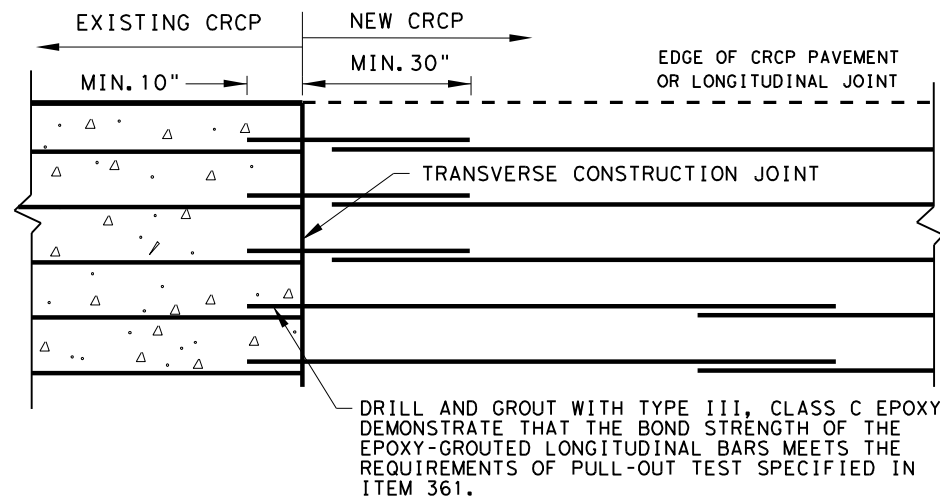 EXISTING CRCP
NEW CRCP
MIN. 10"
MIN. 30"
EDGE OF CRCP PAVEMENT
OR LONGITUDINAL JOINT
TRANSVERSE CONSTRUCTION JOINT
DRILL AND GROUT WITH TYPE III, CLASS C EPOXY
DEMONSTRATE THAT THE BOND STRENGTH OF THE
EPOXY-GROUTED LONGITUDINAL BARS MEETS THE
REQUIREMENTS OF PULL-OUT TEST SPECIFIED IN
ITEM 361.